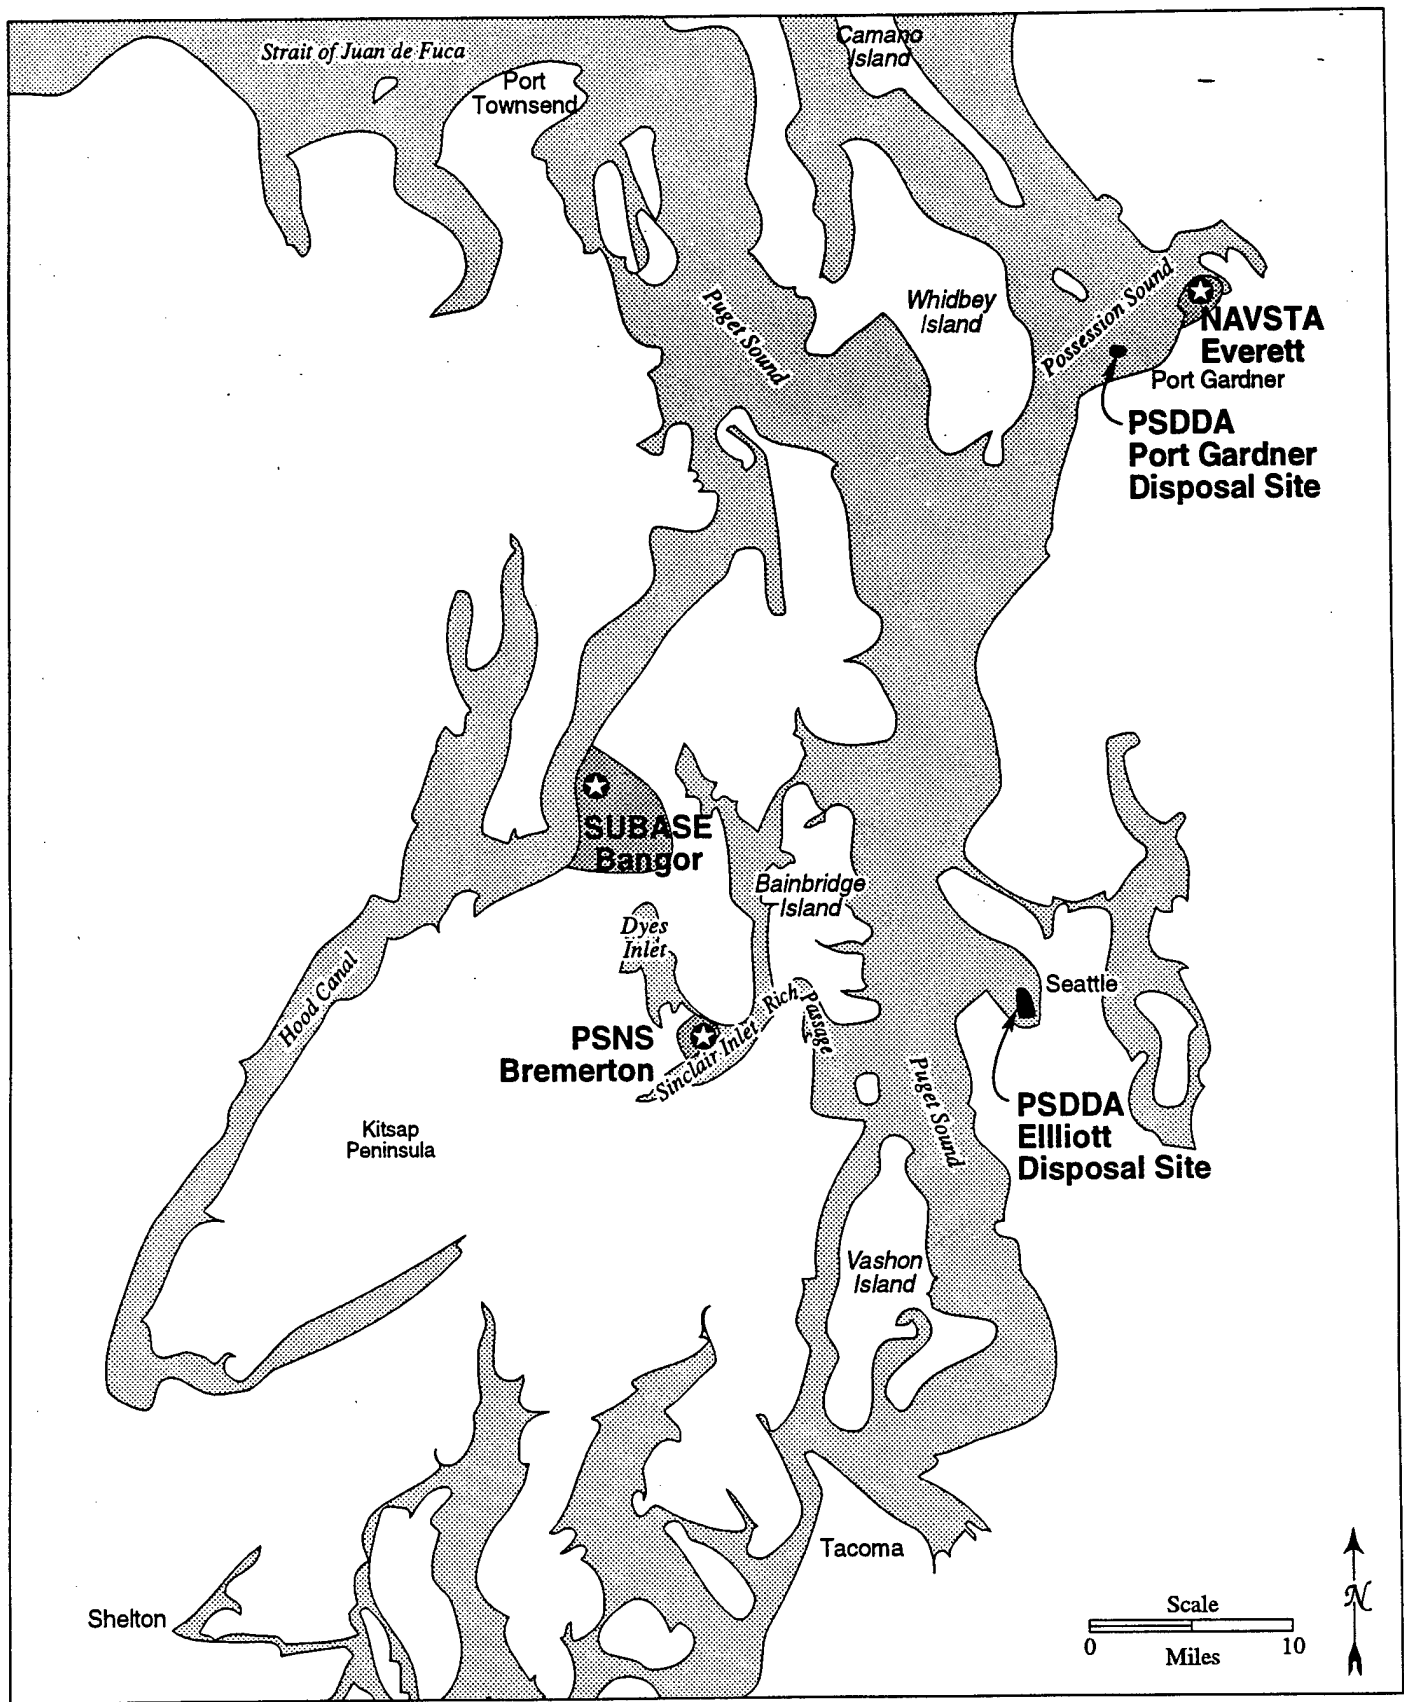 Strait of Juan de Fuca
Camano
Island
Port
Townsend
Whidbey
Island
Puget Sound
Possession Sound
NAVSTA
Everett
Port Gardner
PSDDA
Port Gardner
Disposal Site
SUBASE
Bangor
Bainbridge
Island
Dyes
Inlet
Hood Canal
Seattle
Rich Passage
PSNS
Bremerton
Sinclair Inlet
Puget Sound
PSDDA
Ellliott
Disposal Site
Kitsap
Peninsula
Vashon
Island
Tacoma
Shelton
Scale
0 10
Miles
N